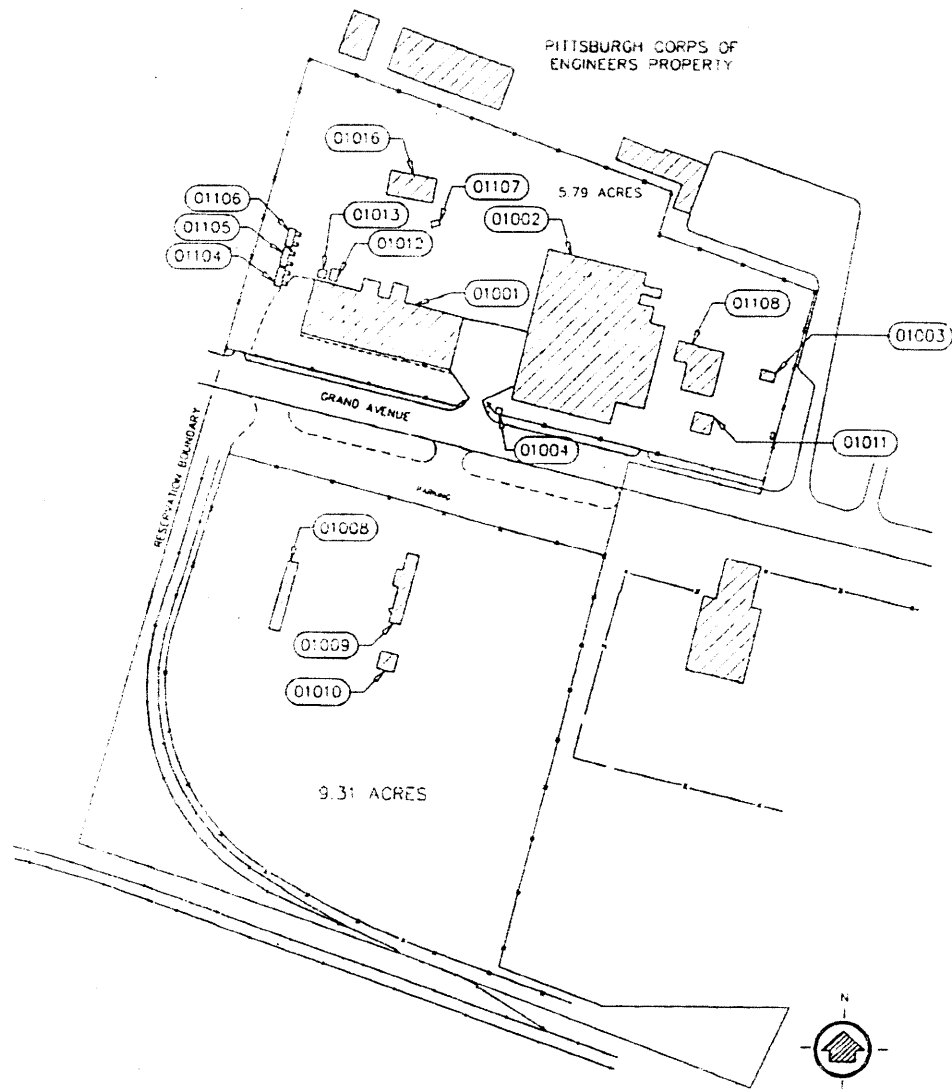 PITTSBURGH CORPS OF
ENGINEERS PROPERTY
01016
5.79 ACRES
01107
01106
01013
01002
01105
01012
01104
01001
01108
01003
GRAND AVENUE
01004
01011
RESERVATION BOUNDARY
PARKING
01008
01009
01010
9.31 ACRES
N